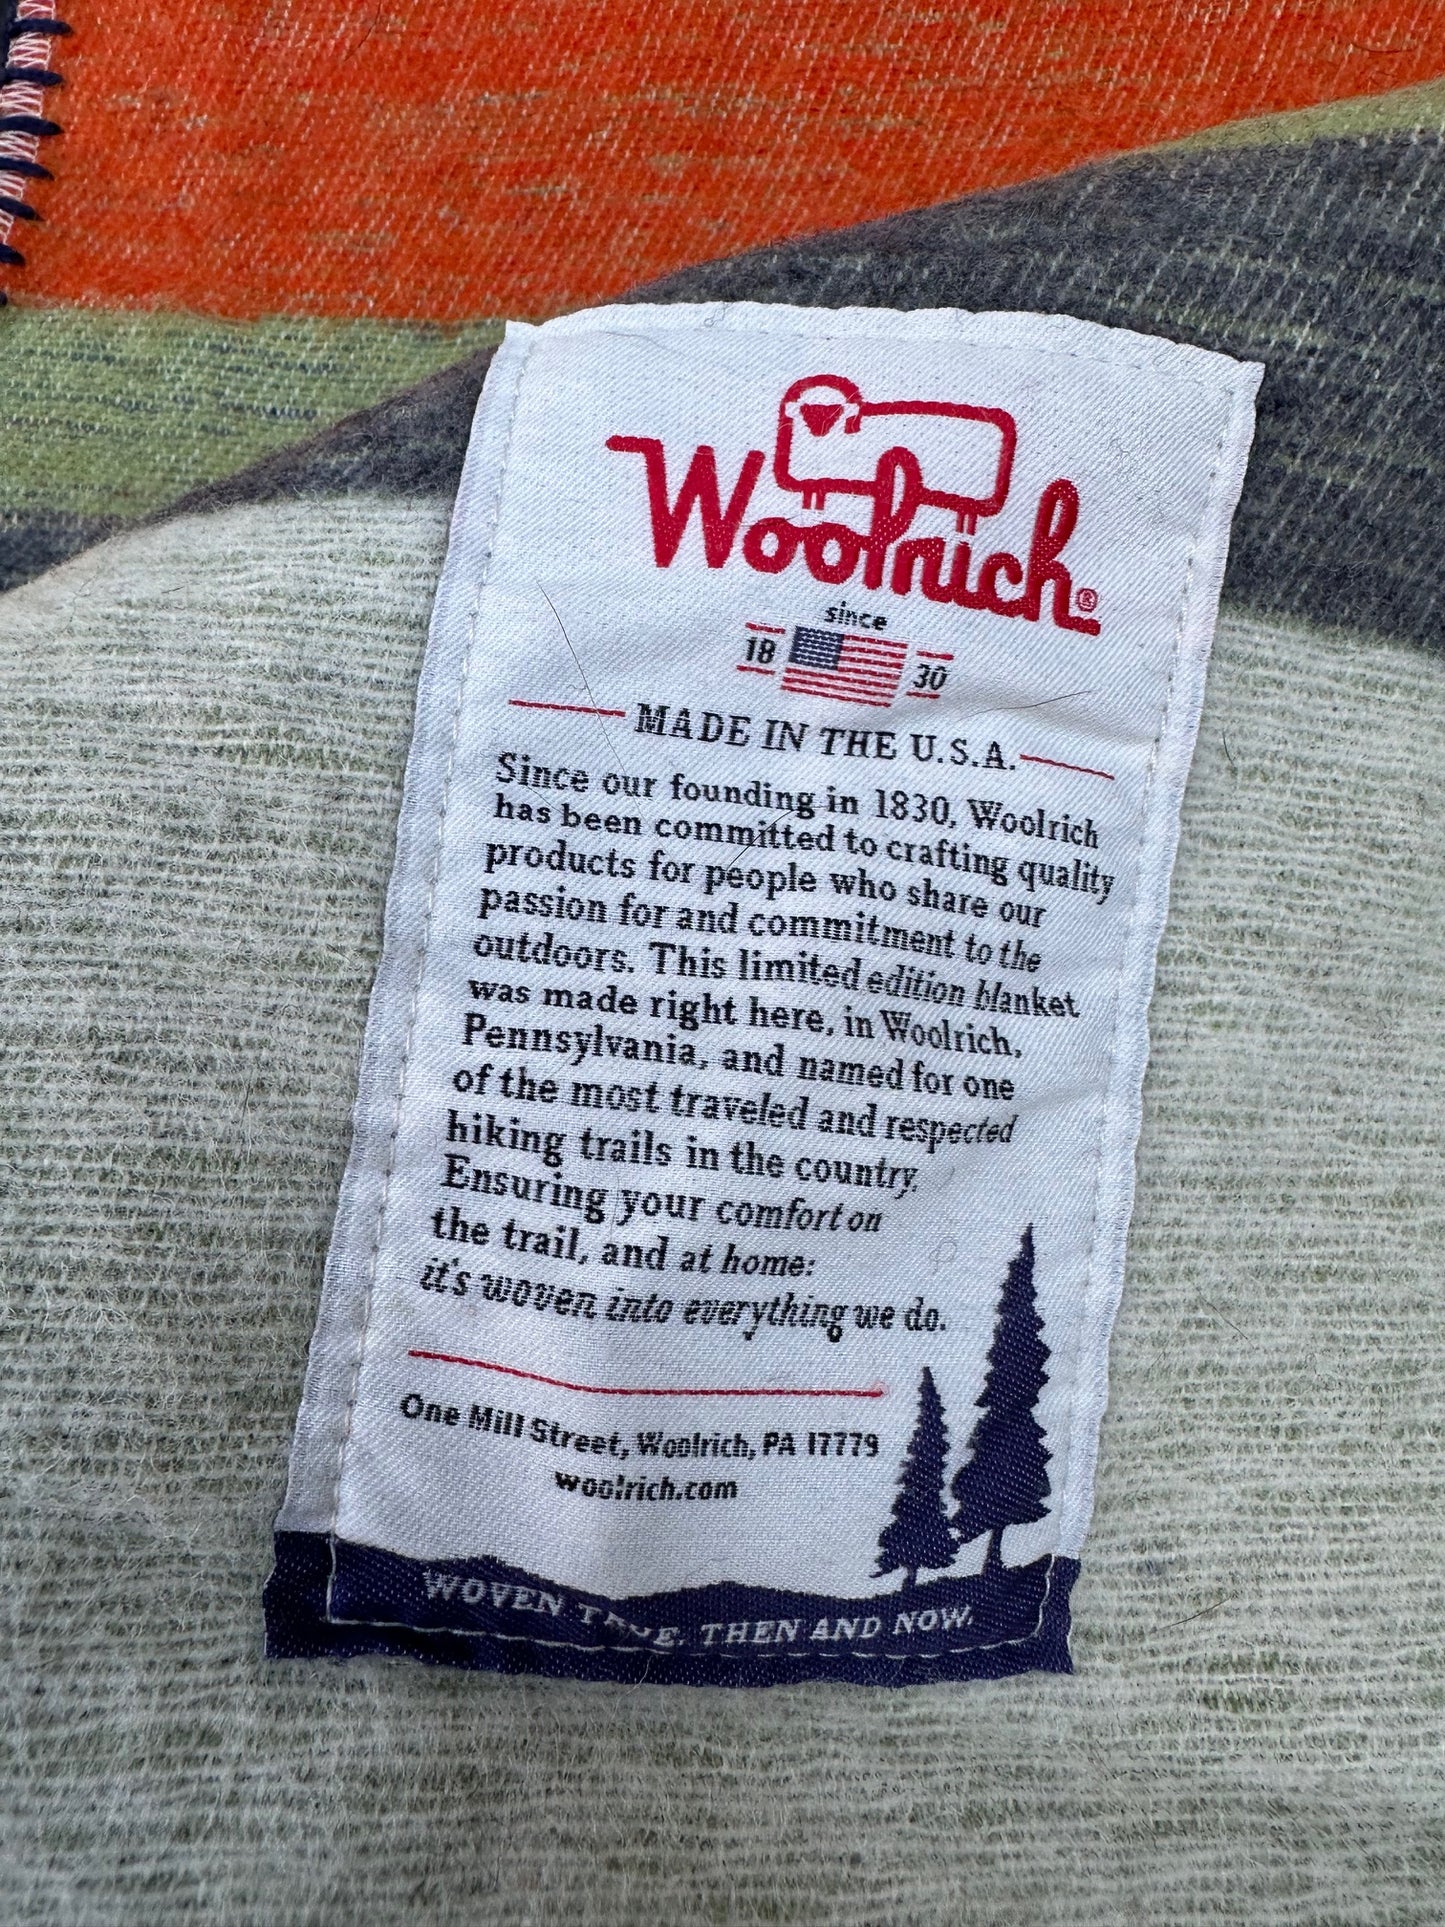 Woolrich®
since
18 30
MADE IN THE U.S.A.
Since our founding in 1830, Woolrich
has been committed to crafting quality
products for people who share our
passion for and commitment to the
outdoors. This limited edition blanket
was made right here, in Woolrich,
Pennsylvania, and named for one
of the most traveled and respected
hiking trails in the country.
Ensuring your comfort on
the trail, and at home:
it's woven into everything we do.
One Mill Street, Woolrich, PA 17779
woolrich.com
WOVEN TRUE. THEN AND NOW.